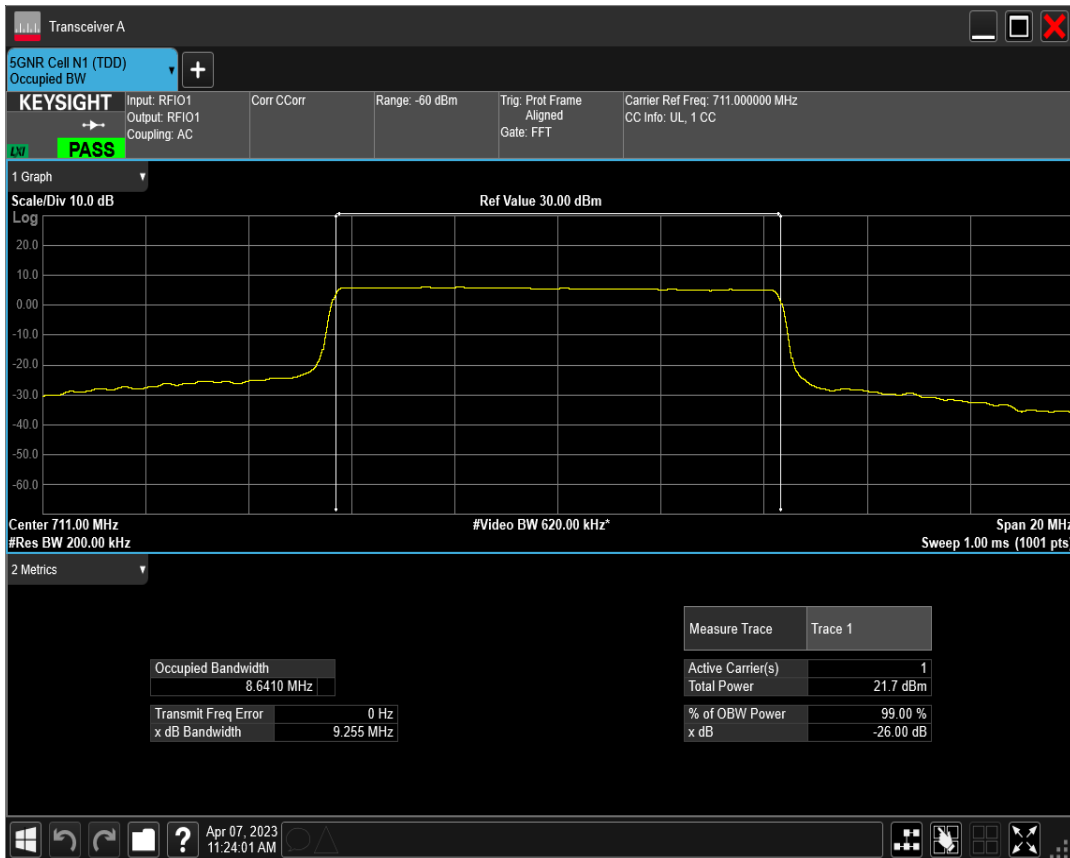 Transceiver A
5GNR Cell N1 (TDD)
Occupied BW
KEYSIGHT
LXI
PASS
Input: RFIO1
Output: RFIO1
Coupling: AC
Corr CCorr
Range: -60 dBm
Trig: Prot Frame
Aligned
Gate: FFT
Carrier Ref Freq: 711.000000 MHz
CC Info: UL, 1 CC
1 Graph
Scale/Div 10.0 dB
Ref Value 30.00 dBm
Log
20.0
10.0
0.00
-10.0
-20.0
-30.0
-40.0
-50.0
-60.0
Center 711.00 MHz
#Video BW 620.00 kHz*
Span 20 MHz
#Res BW 200.00 kHz
Sweep 1.00 ms (1001 pts)
2 Metrics
Measure Trace Trace 1
Occupied Bandwidth
8.6410 MHz
Transmit Freq Error 0 Hz
x dB Bandwidth 9.255 MHz
Active Carrier(s) 1
Total Power 21.7 dBm
% of OBW Power 99.00 %
x dB -26.00 dB
?
Apr 07, 2023
11:24:01 AM